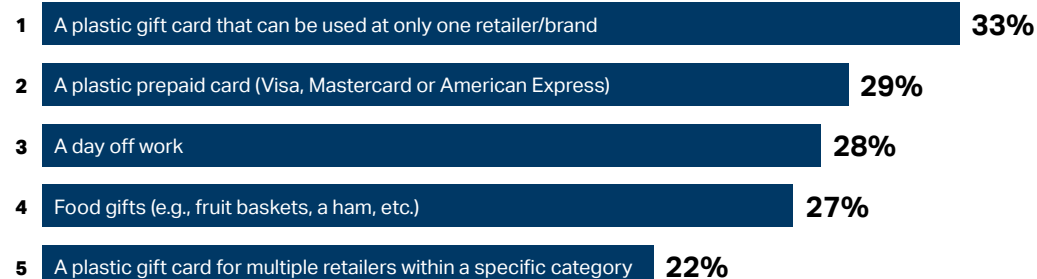 1 A plastic gift card that can be used at only one retailer/brand 33%
2 A plastic prepaid card (Visa, Mastercard or American Express) 29%
3 A day off work 28%
4 Food gifts (e.g., fruit baskets, a ham, etc.) 27%
5 A plastic gift card for multiple retailers within a specific category 22%